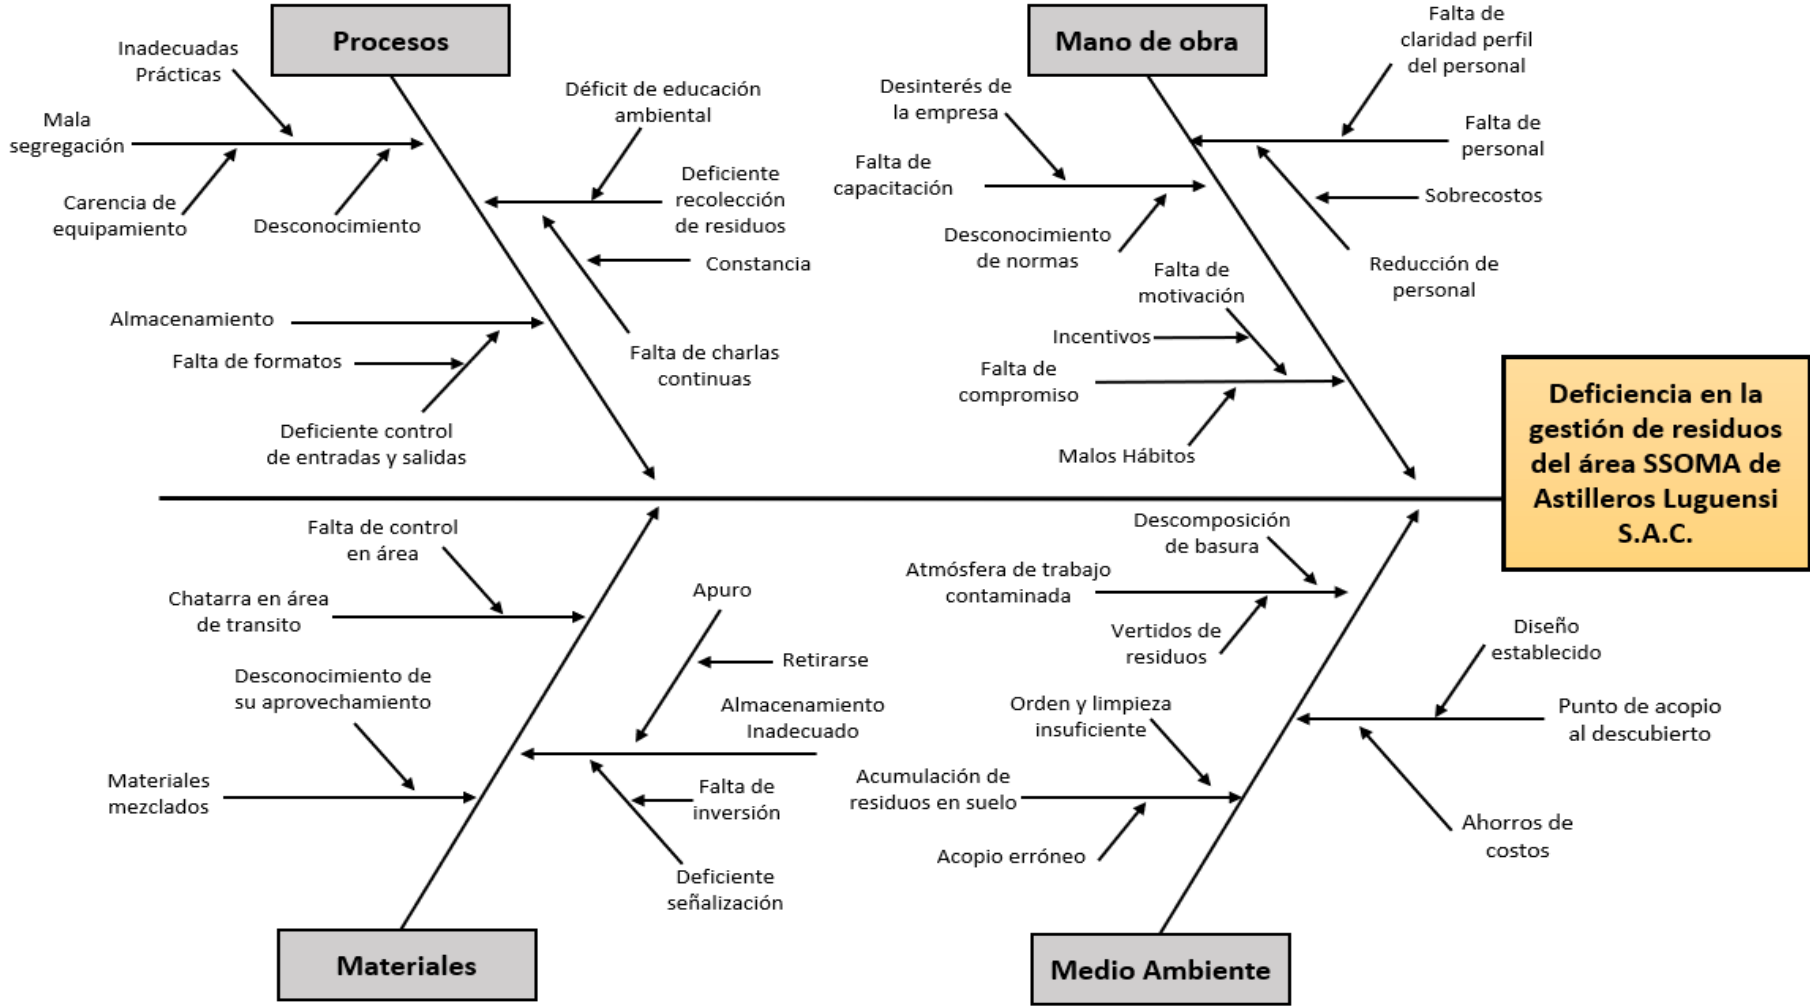 Procesos
Inadecuadas
Prácticas
Mala
segregación
Carencia de
equipamiento
Desconocimiento
Déficit de educación
ambiental
Deficiente
recolección
de residuos
Constancia
Falta de charlas
continuas
Almacenamiento
Falta de formatos
Deficiente control
de entradas y salidas
Mano de obra
Falta de
claridad perfil
del personal
Desinterés de
la empresa
Falta de
personal
Falta de
capacitación
Sobrecostos
Desconocimiento
de normas
Reducción de
personal
Falta de
motivación
Incentivos
Falta de
compromiso
Malos Hábitos
Deficiencia en la
gestión de residuos
del área SSOMA de
Astilleros Luguensi
S.A.C.
Falta de control
en área
Chatarra en área
de transito
Apuro
Retirarse
Desconocimiento de
su aprovechamiento
Almacenamiento
Inadecuado
Materiales
mezclados
Falta de
inversión
Deficiente
señalización
Materiales
Descomposición
de basura
Atmósfera de trabajo
contaminada
Vertidos de
residuos
Diseño
establecido
Orden y limpieza
insuficiente
Punto de acopio
al descubierto
Acumulación de
residuos en suelo
Acopio erróneo
Ahorros de
costos
Medio Ambiente